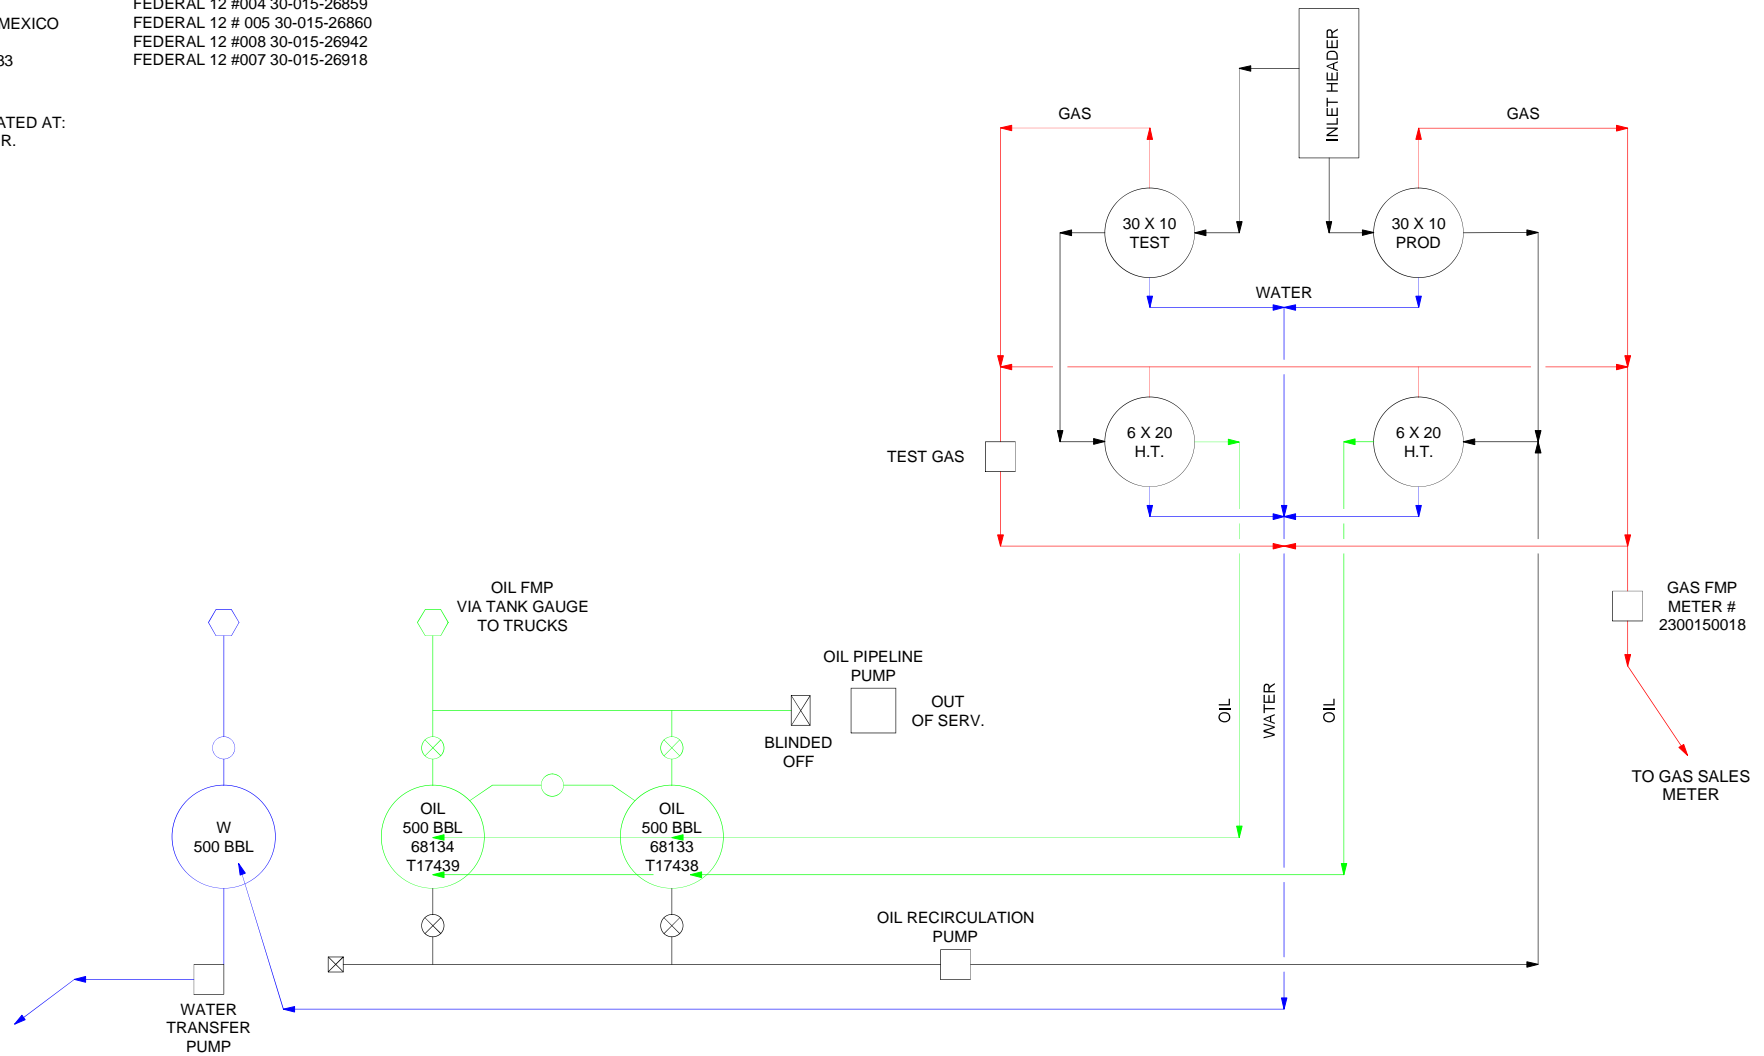 FEDERAL 12 #004 30-015-26859
MEXICO
FEDERAL 12 # 005 30-015-26860
FEDERAL 12 #008 30-015-26942
33
FEDERAL 12 #007 30-015-26918
ATED AT:
R.
INLET HEADER
GAS
GAS
30 X 10
TEST
30 X 10
PROD
WATER
6 X 20
H.T.
6 X 20
H.T.
TEST GAS
OIL FMP
VIA TANK GAUGE
TO TRUCKS
GAS FMP
METER #
2300150018
OIL PIPELINE
PUMP
OUT
OF SERV.
BLINDED
OFF
OIL
WATER
OIL
TO GAS SALES
METER
W
500 BBL
OIL
500 BBL
68134
T17439
OIL
500 BBL
68133
T17438
OIL RECIRCULATION
PUMP
WATER
TRANSFER
PUMP